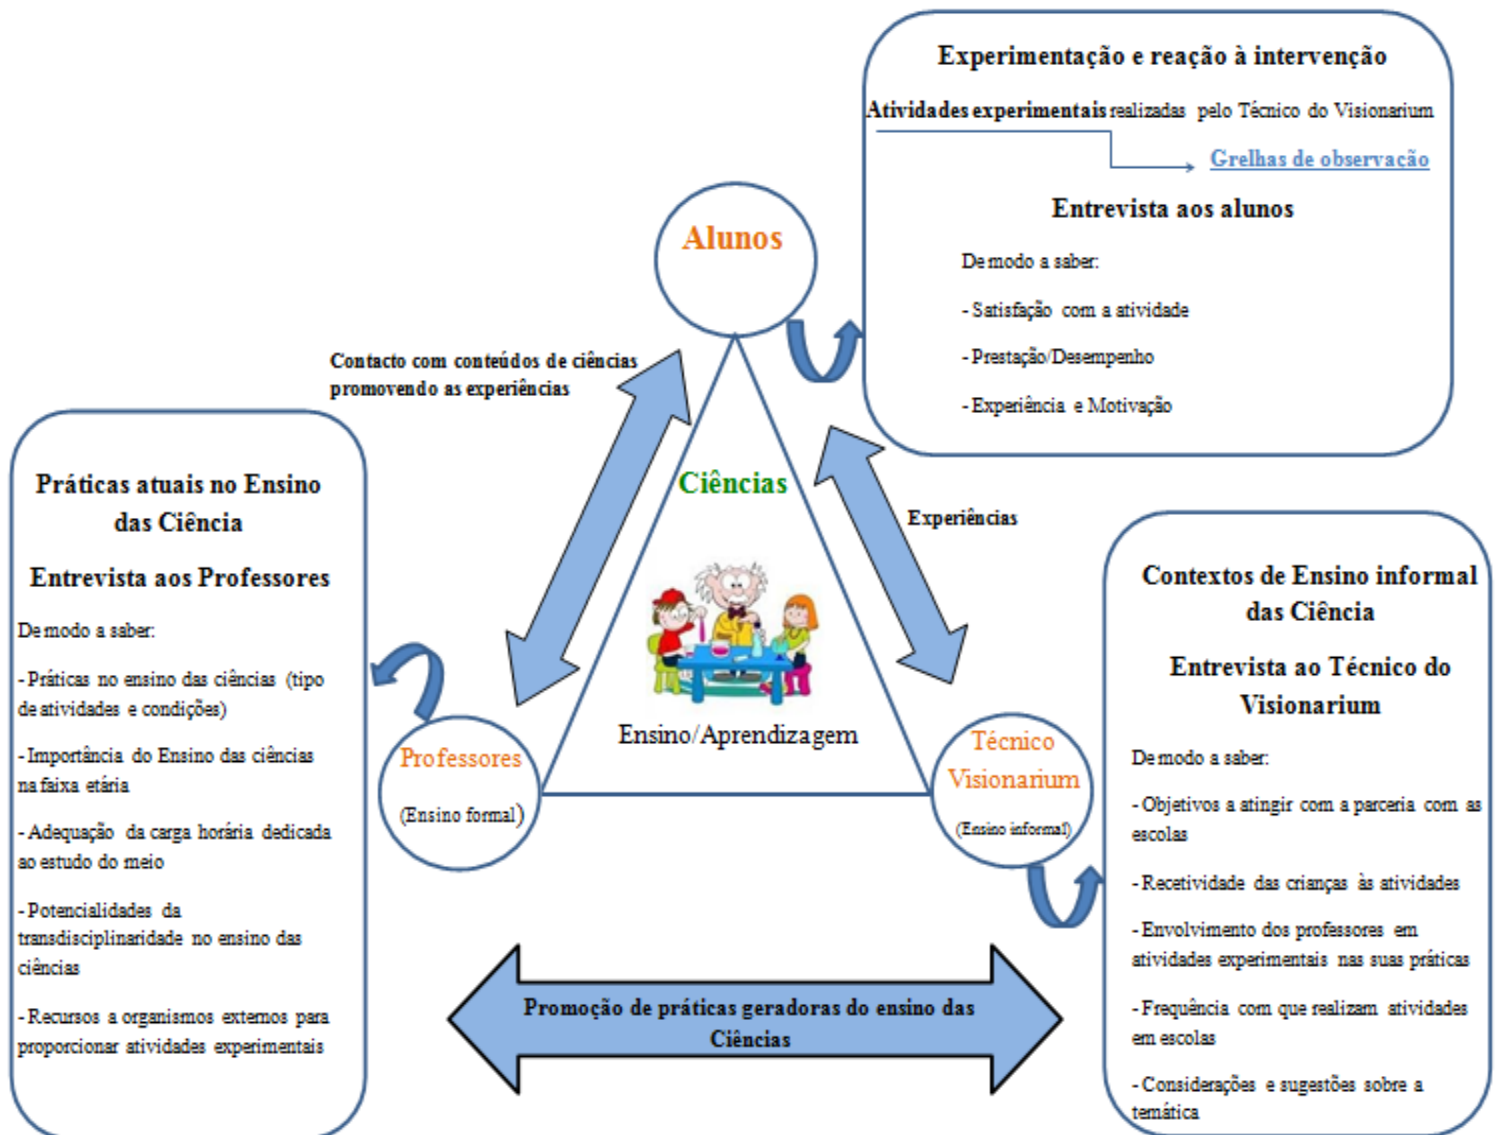 Experimentação e reação à intervenção
Atividades experimentais realizadas pelo Técnico do Visionarium
Grelhas de observação
Entrevista aos alunos
De modo a saber:
- Satisfação com a atividade
- Prestação/Desempenho
- Experiência e Motivação
Alunos
Contacto com conteúdos de ciências
promovendo as experiências
Ciências
Experiências
Ensino/Aprendizagem
Práticas atuais no Ensino
das Ciência
Entrevista aos Professores
De modo a saber:
- Práticas no ensino das ciências (tipo
de atividades e condições)
- Importância do Ensino das ciências
na faixa etária
- Adequação da carga horária dedicada
ao estudo do meio
- Potencialidades da
transdisciplinaridade no ensino das
ciências
- Recursos a organismos externos para
proporcionar atividades experimentais
Professores
(Ensino formal)
Técnico
Visionarium
(Ensino informal)
Contextos de Ensino informal
das Ciência
Entrevista ao Técnico do
Visionarium
De modo a saber:
- Objetivos a atingir com a parceria com as
escolas
- Recetividade das crianças às atividades
- Envolvimento dos professores em
atividades experimentais nas suas práticas
- Frequência com que realizam atividades
em escolas
- Considerações e sugestões sobre a
temática
Promoção de práticas geradoras do ensino das
Ciências